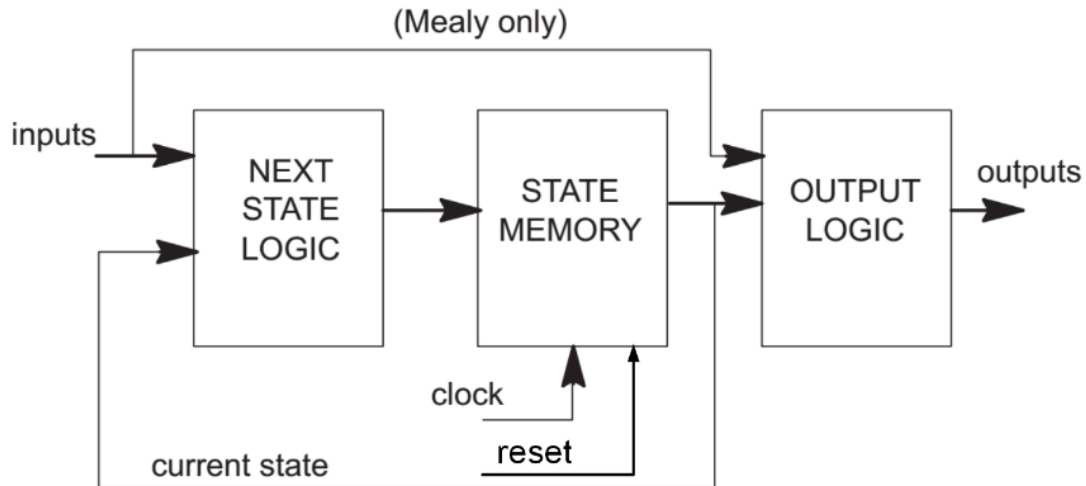 (Mealy only)
inputs
NEXT
STATE
LOGIC
STATE
MEMORY
OUTPUT
LOGIC
outputs
clock
reset
current state